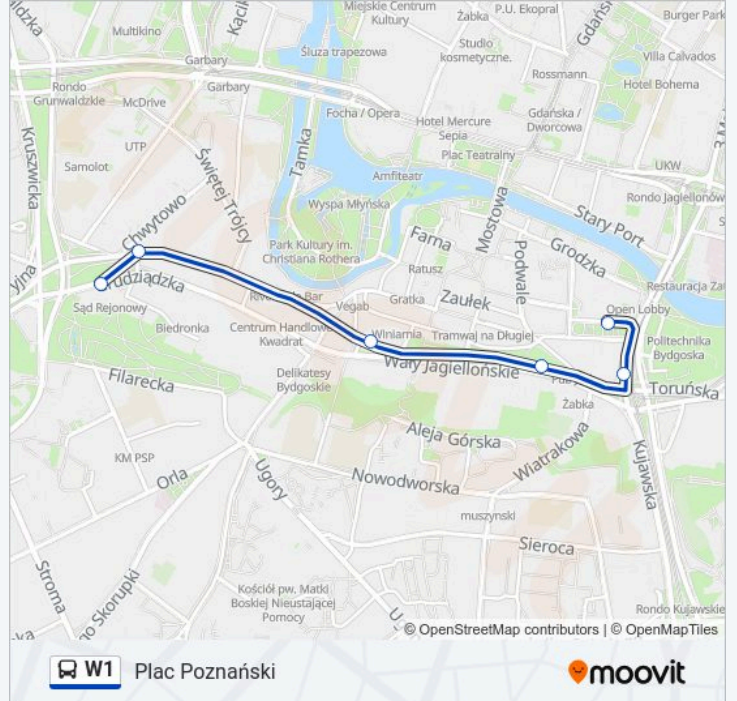 Miejskie Centrum
Kultury
Żabka
P.U. Ekopral
Burger Park
Multikino
Studio
kosmetyczne.
Villa Calvados
Śluza trapezowa
Garbary
Garbary
Rossmann
Hotel Bohema
Rondo
Grunwaldzkie
McDrive
Focha / Opera
Hotel Mercure
Sepia
Gdańska /
Dworcowa
UTP
Kruszwicka
Tamka
Samolot
Świętej Trójcy
Plac Teatralny
UKW
Amfiteatr
Rondo Jagiellonów
Wyspa Młyńska
Mostowa
Stary Port
Chwytowo
Park Kultury im.
Christiana Rothera
Farna
Podwale
Grodzka
Ratusz
Gratka
Zaułek
Vegab
Open Lobby
Sąd Rejonowy
Biedronka
Centrum Handlowe
Kwadrat
Winiarnia
Tramwaj na Długiej
Politechnika
Bydgoska
Wały Jagiellońskie
Filarecka
Delikatesy
Bydgoskie
Żabka
Toruńska
Aleja Górska
Wiatrakowa
Kujawska
KM PSP
Orla
Ugory
Nowodworska
muszynski
Sieroca
Stroma
Kościół pw. Matki
Boskiej Nieustającej
Pomocy
Rondo Kujawskie
© OpenStreetMap contributors | © OpenMapTiles
W1 Plac Poznański
moovit